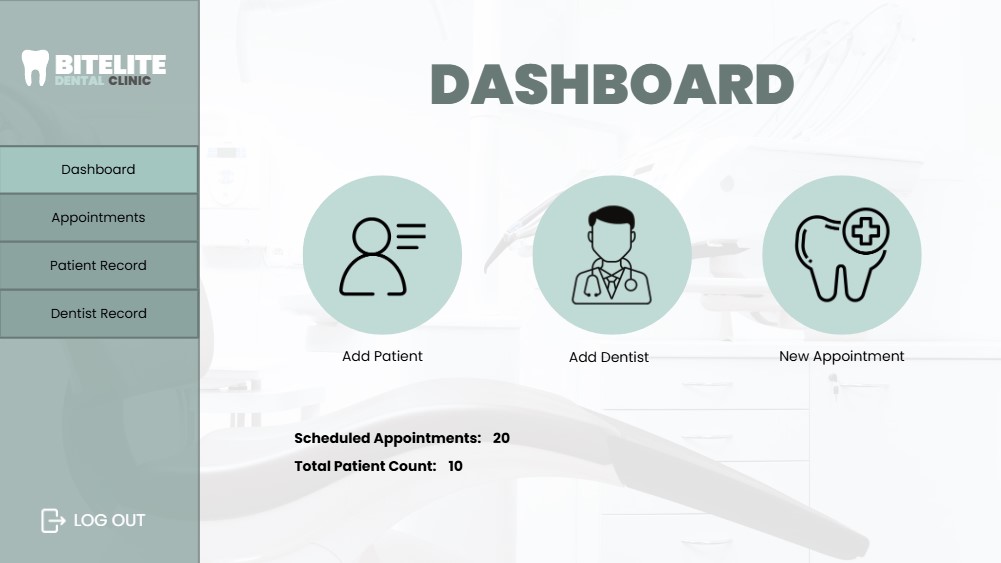 BITELITE
DENTAL CLINIC
Dashboard
Appointments
Patient Record
Dentist Record
LOG OUT
DASHBOARD
Add Patient
Add Dentist
New Appointment
Scheduled Appointments: 20
Total Patient Count: 10